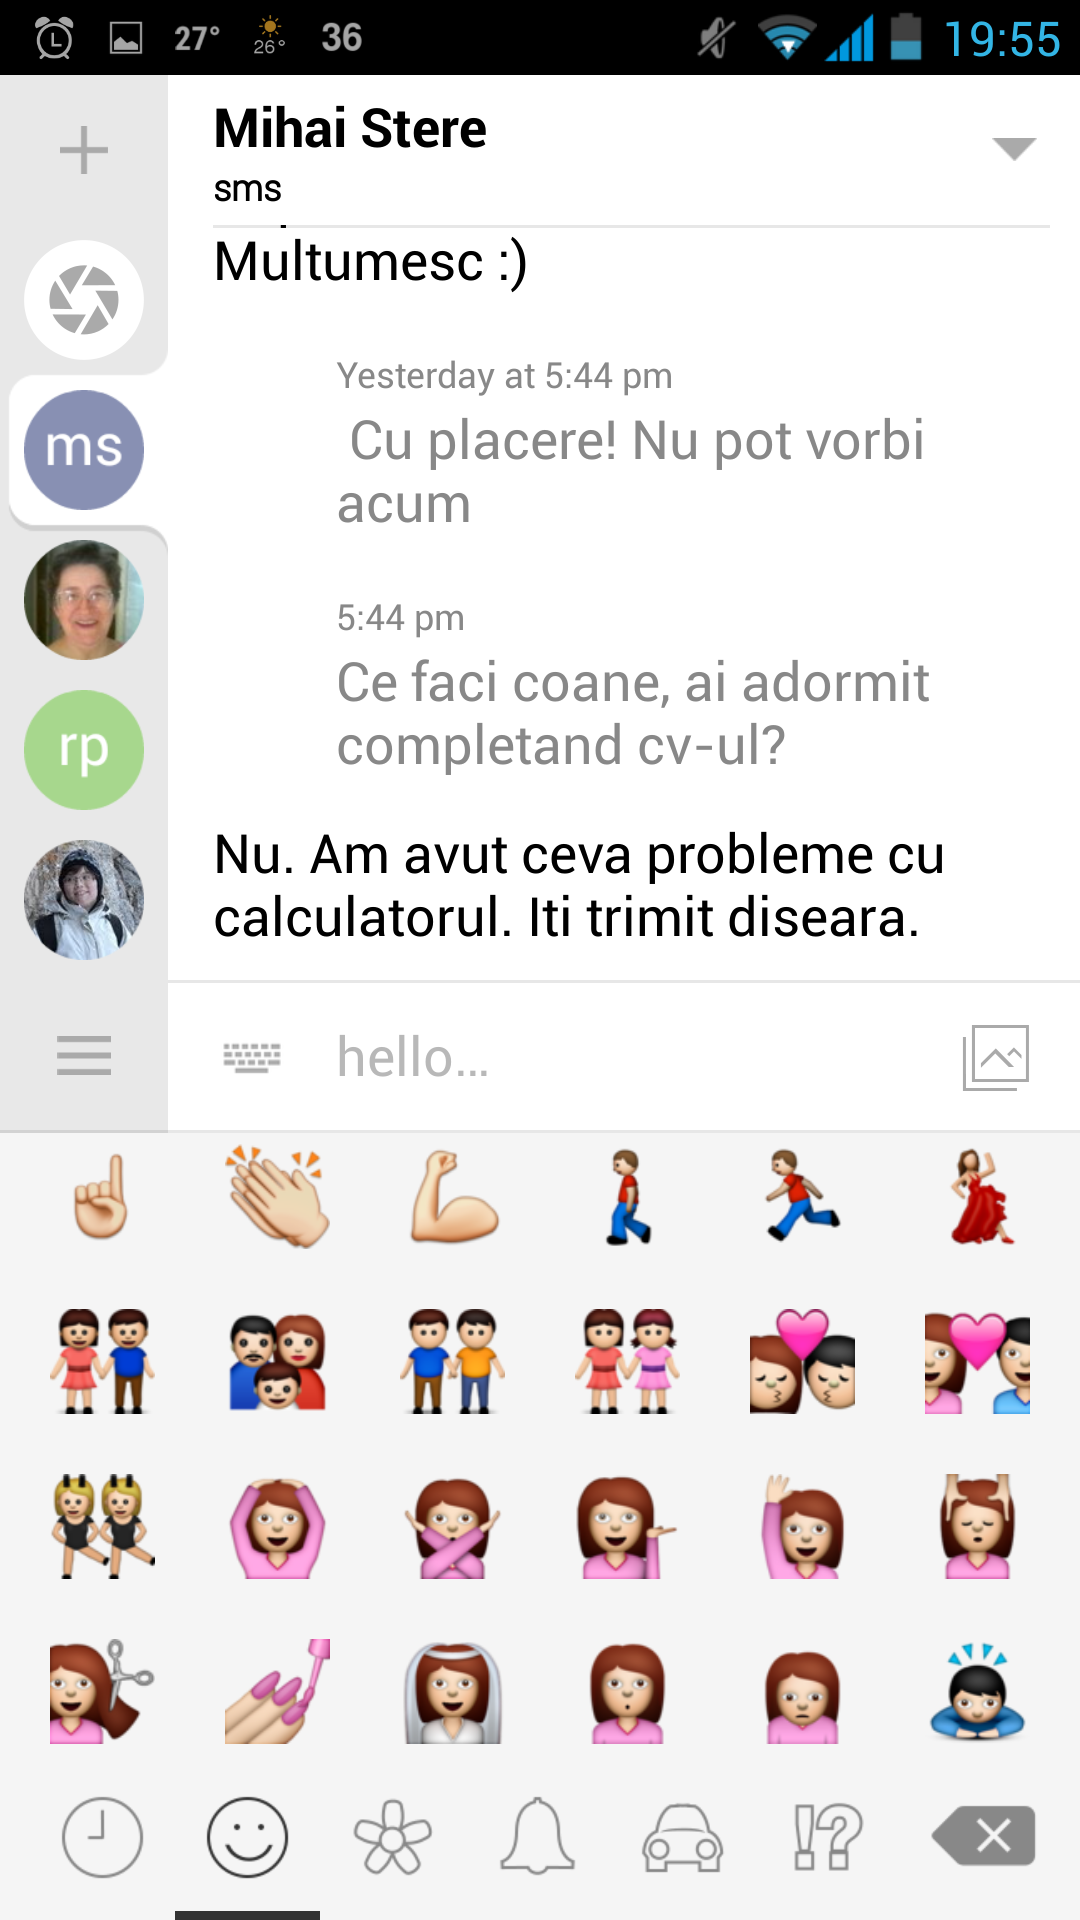 27° 26° 36 19:55
Mihai Stere
sms
Multumesc :)
Yesterday at 5:44 pm
Cu placere! Nu pot vorbi
acum
5:44 pm
Ce faci coane, ai adormit
completand cv-ul?
Nu. Am avut ceva probleme cu
calculatorul. Iti trimit diseara.
ms
rp
hello...
!?